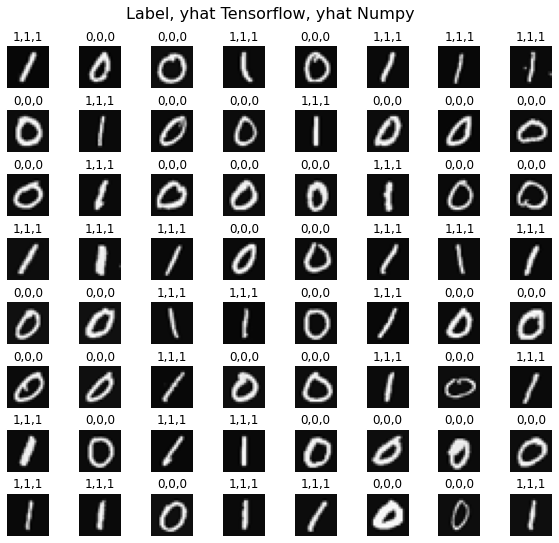 Label, yhat Tensorflow, yhat Numpy
1,1,1 0,0,0 0,0,0 1,1,1 0,0,0 1,1,1 1,1,1 1,1,1
0,0,0 1,1,1 0,0,0 0,0,0 1,1,1 0,0,0 0,0,0 0,0,0
0,0,0 1,1,1 0,0,0 0,0,0 0,0,0 1,1,1 0,0,0 0,0,0
1,1,1 1,1,1 1,1,1 0,0,0 0,0,0 1,1,1 1,1,1 1,1,1
0,0,0 0,0,0 1,1,1 1,1,1 0,0,0 1,1,1 0,0,0 0,0,0
0,0,0 0,0,0 1,1,1 0,0,0 0,0,0 1,1,1 0,0,0 1,1,1
1,1,1 0,0,0 1,1,1 1,1,1 0,0,0 0,0,0 0,0,0 0,0,0
1,1,1 1,1,1 0,0,0 1,1,1 1,1,1 0,0,0 0,0,0 1,1,1